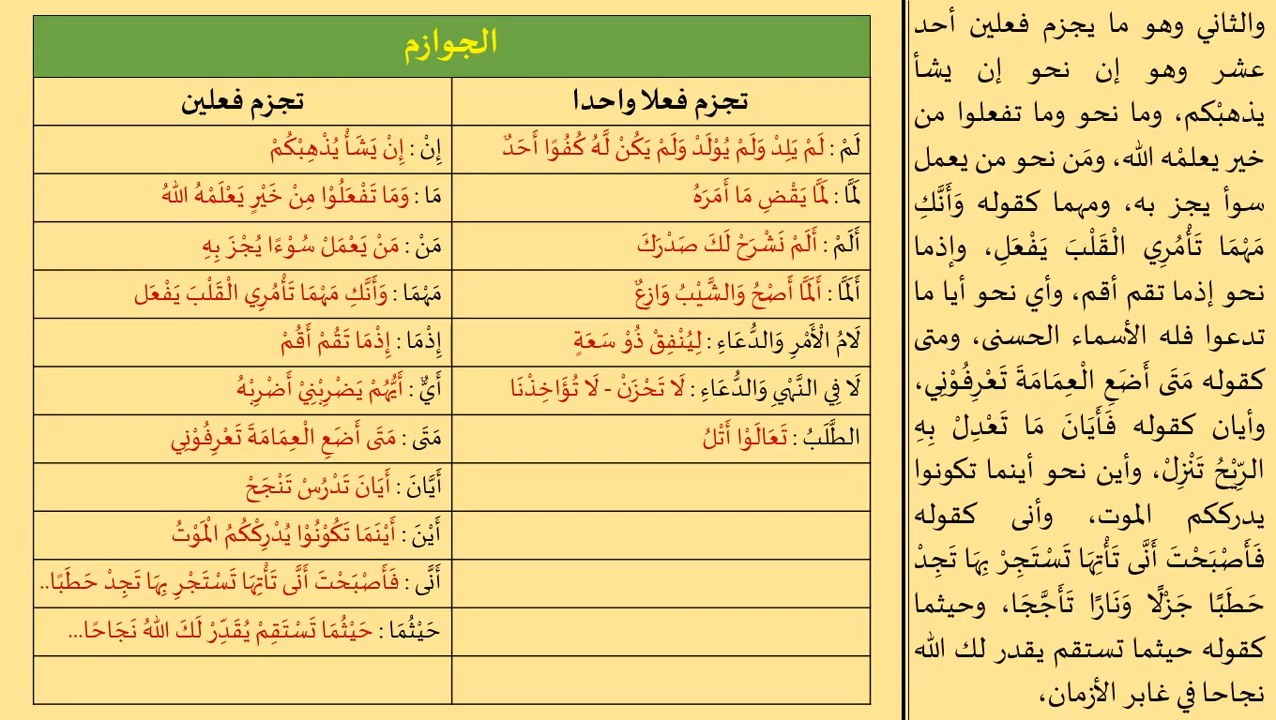 والثاني وهو ما يجزم فعلين أحد
عشر وهو إن نحو إن يشأ
يذهبْكم، وما نحو وما تفعلوا من
خير يعلمْه الله، ومَن نحو من يعمل
سوأ يجز به، ومهما كقوله وَأَنَّكِ
مَهْمَا تَأْمُرِي الْقَلْبَ يَفْعَلِ، وإذما
نحو إذما تقم أقم، وأي نحو أيا ما
تدعوا فله الأسماء الحسنى، ومتى
كقوله مَتَى أَضَعِ الْعِمَامَةَ تَعْرِفُوْنِي،
وأيان كقوله فَأَيَانَ مَا تَعْدِلْ بِهِ
الرِّيْحُ تَنْزِلْ، وأين نحو أينما تكونوا
يدرككم الموت، وأنى كقوله
فَأَصْبَحْتَ أَنَّى تَأْتِهَا تَسْتَجِرْ بِهَا تَجِدْ
حَطَبًا جَزْلًا وَنَارًا تَأَجَّجَا، وحيثما
كقوله حيثما تستقم يقدر لك الله
نجاحا في غابر الأزمان،
الجوازم
تجزم فعلا واحدا
تجزم فعلين
لَمْ : لَمْ يَلِدْ وَلَمْ يُوْلَدْ وَلَمْ يَكُنْ لَّهُ كُفُوًا أَحَدٌ
إِنْ : إِنْ يَشَأْ يُذْهِبْكُمْ
لَمَّا : لَمَّا يَقْضِ مَا أَمَرَهُ
مَا : وَمَا تَفْعَلُوْا مِنْ خَيْرٍ يَعْلَمْهُ اللهُ
أَلَمْ : أَلَمْ نَشْرَحْ لَكَ صَدْرَكَ
مَنْ : مَنْ يَعْمَلْ سُوْءًا يُجْزَ بِهِ
أَلَمَّا : أَلَمَّا أَصْحُ وَالشَّيْبُ وَازِعٌ
مَهْمَا : وَأَنَّكِ مَهْمَا تَأْمُرِي الْقَلْبَ يَفْعَل
لَامُ الْأَمْرِ وَالدُّعَاءِ : لِيُنْفِقْ ذُوْ سَعَةٍ
إِذْمَا : إِذْمَا تَقُمْ أَقُمْ
لَا فِي النَّهْيِ وَالدُّعَاءِ : لَا تَحْزَنْ - لَا تُؤَاخِذْنَا
أَيٌّ : أَيُّهُمْ يَضْرِبْنِيْ أَضْرِبْهُ
الطَّلَبُ : تَعَالَوْا أَتْلُ
مَتَى : مَتَى أَضَعِ الْعِمَامَةَ تَعْرِفُوْنِي
أَيَّانَ : أَيَانَ تَدْرُسْ تَنْجَحْ
أَيْنَ : أَيْنَمَا تَكُوْنُوْا يُدْرِكْكُمُ الْمَوْتُ
أَنَّى : فَأَصْبَحْتَ أَنَّى تَأْتِهَا تَسْتَجْرِ بِهَا تَجِدْ حَطَبًا..
حَيْثُمَا : حَيْثُمَا تَسْتَقِمْ يُقَدِّرْ لَكَ اللهُ نَجَاحًا...